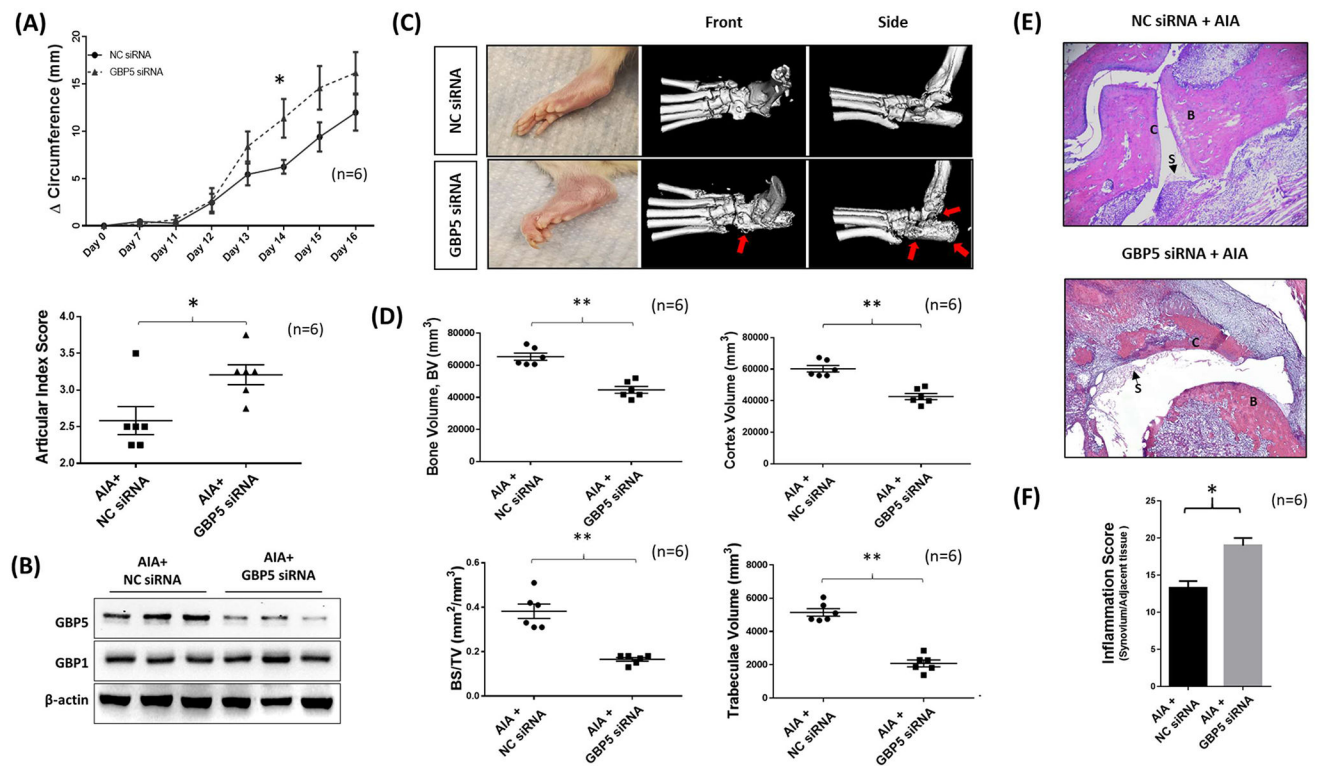 (A)
Δ Circumference (mm)
20
15
10
5
0
NC siRNA
GBP5 siRNA
*
(n=6)
Day 0
Day 7
Day 11
Day 12
Day 13
Day 14
Day 15
Day 16
Articular Index Score
4.0
3.5
3.0
2.5
2.0
*
(n=6)
AIA+
NC siRNA
AIA+
GBP5 siRNA
(B)
AIA+
NC siRNA
AIA+
GBP5 siRNA
GBP5
GBP1
β-actin
(C)
Front
Side
NC siRNA
GBP5 siRNA
(D)
Bone Volume, BV (mm³)
80000
60000
40000
20000
0
**
(n=6)
AIA +
NC siRNA
AIA +
GBP5 siRNA
Cortex Volume (mm³)
80000
60000
40000
20000
0
**
(n=6)
AIA +
NC siRNA
AIA +
GBP5 siRNA
BS/TV (mm²/mm³)
0.6
0.4
0.2
0.0
**
(n=6)
AIA +
NC siRNA
AIA +
GBP5 siRNA
Trabeculae Volume (mm³)
8000
6000
4000
2000
0
**
(n=6)
AIA +
NC siRNA
AIA +
GBP5 siRNA
(E)
NC siRNA + AIA
C
B
S
GBP5 siRNA + AIA
C
S
B
(F)
Inflammation Score
(Synovium/Adjacent tissue)
25
20
15
10
5
0
*
(n=6)
AIA +
NC siRNA
AIA +
GBP5 siRNA